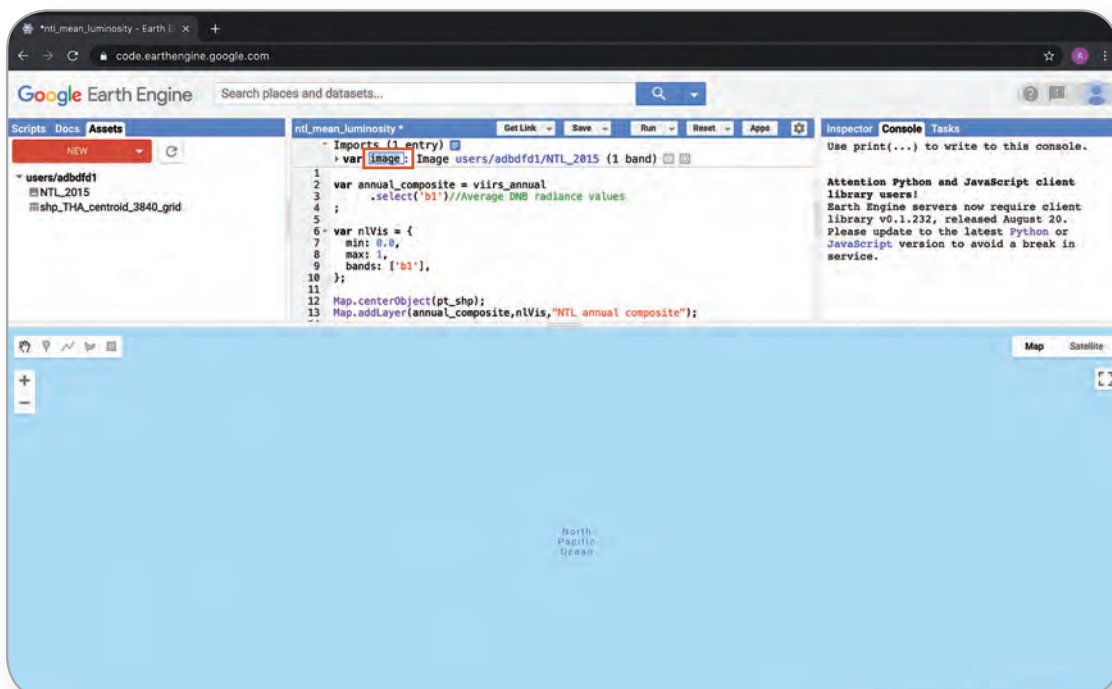 *ntl_mean_luminosity - Earth E
code.earthengine.google.com
A
Google Earth Engine
Search places and datasets...
Scripts Docs Assets
NEW
users/adbdfd1
NTL_2015
shp_THA_centroid_3840_grid
ntl_mean_luminosity *
Get Link Save Run Reset Apps
Imports (1 entry)
var image: Image users/adbdfd1/NTL_2015 (1 band)
1
2 var annual_composite = viirs_annual
3 .select('b1')//Average DNB radiance values
4 ;
5
6 var nlVis = {
7 min: 0.0,
8 max: 1,
9 bands: ['b1'],
10 };
11
12 Map.centerObject(pt_shp);
13 Map.addLayer(annual_composite,nlVis,"NTL annual composite");
Inspector Console Tasks
Use print(...) to write to this console.
Attention Python and JavaScript client
library users!
Earth Engine servers now require client
library v0.1.232, released August 20.
Please update to the latest Python or
JavaScript version to avoid a break in
service.
Map Satellite
North
Pacific
Ocean